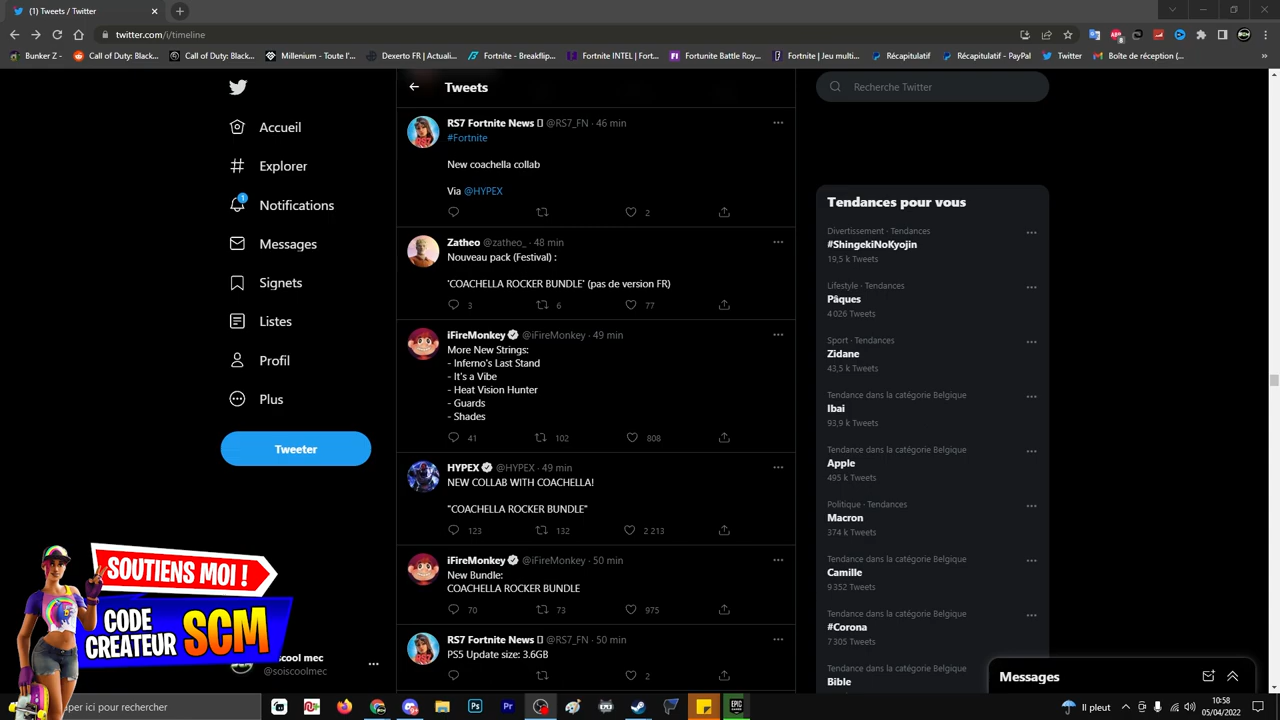 (1) Tweets / Twitter
twitter.com/i/timeline
Bunker Z -
Call of Duty: Black...
Call of Duty: Black...
Millenium - Toute l'...
Dexerto FR | Actualit...
Fortnite - Breakflip...
Fortnite INTEL | Fort...
Fortunite Battle Roy...
Fortnite | Jeu multi...
Récapitulatif
Récapitulatif - PayPal
Twitter
Boîte de réception (...
»
Accueil
Explorer
1
Notifications
Messages
Signets
Listes
Profil
Plus
Tweeter
Tweets
RS7 Fortnite News @RS7_FN · 46 min
#Fortnite
New coachella collab
Via @HYPEX
2
Zatheo @zatheo_ · 48 min
Nouveau pack (Festival) :
'COACHELLA ROCKER BUNDLE' (pas de version FR)
3 6 77
iFireMonkey @iFireMonkey · 49 min
More New Strings:
- Inferno's Last Stand
- It's a Vibe
- Heat Vision Hunter
- Guards
- Shades
41 102 808
HYPEX @HYPEX · 49 min
NEW COLLAB WITH COACHELLA!
"COACHELLA ROCKER BUNDLE"
123 132 2 213
iFireMonkey @iFireMonkey · 50 min
New Bundle:
COACHELLA ROCKER BUNDLE
70 73 975
RS7 Fortnite News @RS7_FN · 50 min
PS5 Update size: 3.6GB
2
Recherche Twitter
Tendances pour vous
Divertissement · Tendances
#ShingekiNoKyojin
19,5 k Tweets
Lifestyle · Tendances
Pâques
4 026 Tweets
Sport · Tendances
Zidane
43,5 k Tweets
Tendance dans la catégorie Belgique
Ibai
93,9 k Tweets
Tendance dans la catégorie Belgique
Apple
495 k Tweets
Politique · Tendances
Macron
374 k Tweets
Tendance dans la catégorie Belgique
Camille
9 352 Tweets
Tendance dans la catégorie Belgique
#Corona
7 305 Tweets
Tendance dans la catégorie Belgique
Bible
Messages
SOUTIENS MOI !
CODE
CREATEUR SCM
soiscool mec
@soiscoolmec
aper ici pour rechercher
Il pleut
10:58
05/04/2022